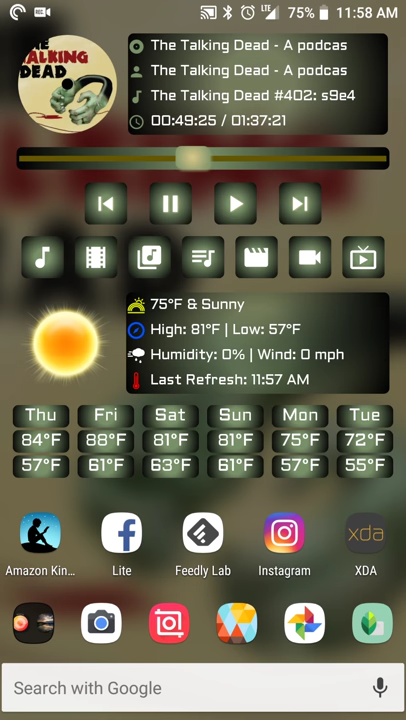 REC LTE 75% 11:58 AM
THE
TALKING
DEAD
The Talking Dead - A podcas
The Talking Dead - A podcas
The Talking Dead #402: s9e4
00:49:25 / 01:37:21
75°F & Sunny
High: 81°F | Low: 57°F
Humidity: 0% | Wind: 0 mph
Last Refresh: 11:57 AM
Thu Fri Sat Sun Mon Tue
84°F 88°F 81°F 81°F 75°F 72°F
57°F 61°F 63°F 61°F 57°F 55°F
xda
Amazon Kin... Lite Feedly Lab Instagram XDA
Search with Google